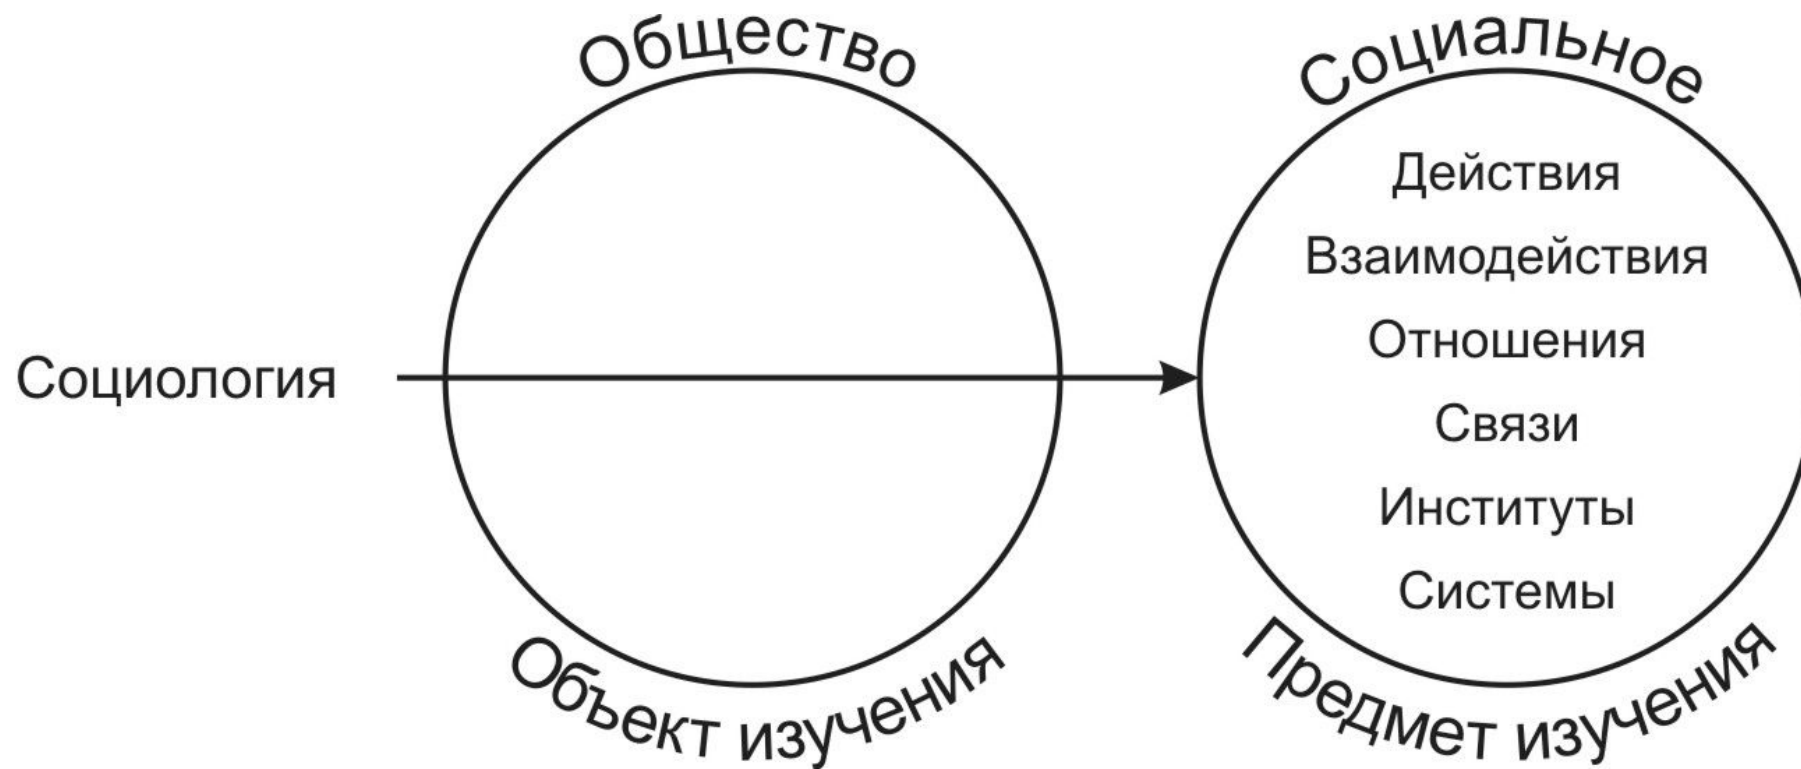 Общество
Социальное
Действия
Взаимодействия
Отношения
Социология
Связи
Институты
Системы
Объект изучения
Предмет изучения